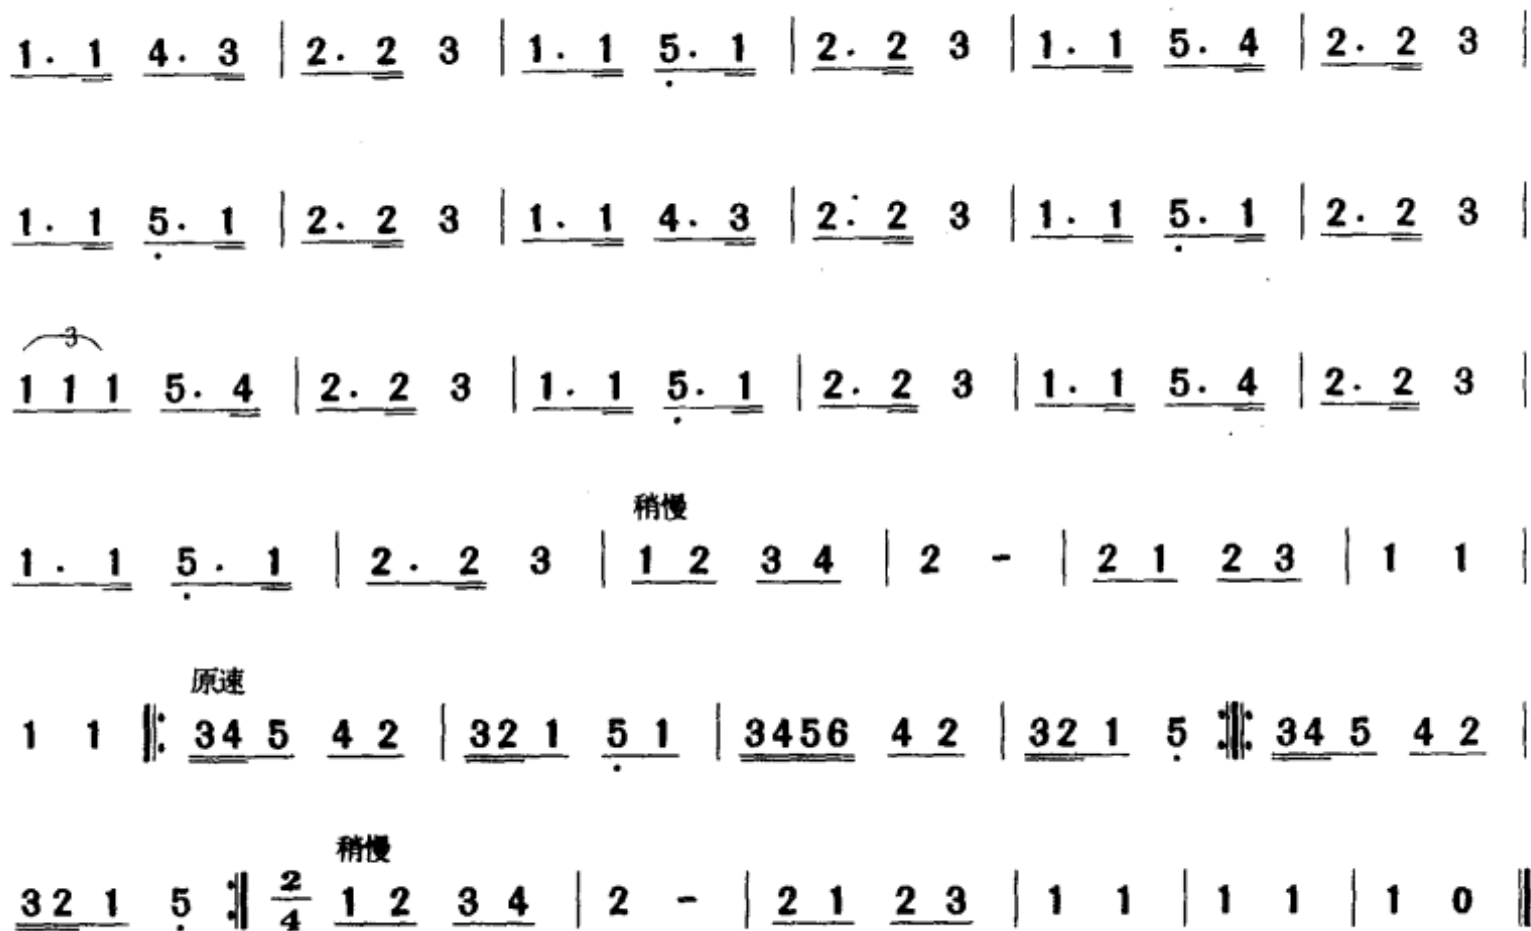 1. 1 4. 3 | 2. 2 3 | 1. 1 5. 1 | 2. 2 3 | 1. 1 5. 4 | 2. 2 3 |
1. 1 5. 1 | 2. 2 3 | 1. 1 4. 3 | 2. 2 3 | 1. 1 5. 1 | 2. 2 3 |
3
1 1 1 5. 4 | 2. 2 3 | 1. 1 5. 1 | 2. 2 3 | 1. 1 5. 4 | 2. 2 3 |
稍慢
1. 1 5. 1 | 2. 2 3 | 1 2 3 4 | 2 - | 2 1 2 3 | 1 1 |
原速
1 1 ‖: 34 5 4 2 | 32 1 5 1 | 3456 4 2 | 32 1 5 :‖: 34 5 4 2 |
稍慢
32 1 5 :‖ 2/4 1 2 3 4 | 2 - | 2 1 2 3 | 1 1 | 1 1 | 1 0 ‖